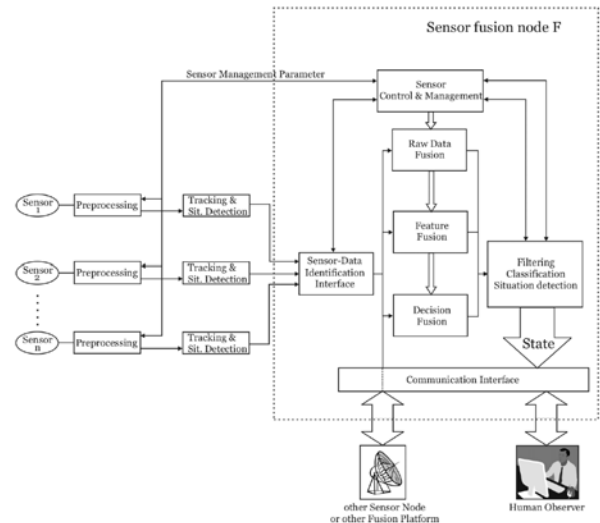 Sensor fusion node F
Sensor Management Parameter
Sensor
Control & Management
Raw Data
Fusion
Sensor
1
Preprocessing
Tracking &
Sit. Detection
Feature
Fusion
Sensor-Data
Identification
Interface
Filtering
Classification
Situation detection
Sensor
2
Preprocessing
Tracking &
Sit. Detection
Decision
Fusion
Sensor
n
Preprocessing
Tracking &
Sit. Detection
State
Communication Interface
other Sensor Node
or other Fusion Platform
Human Observer